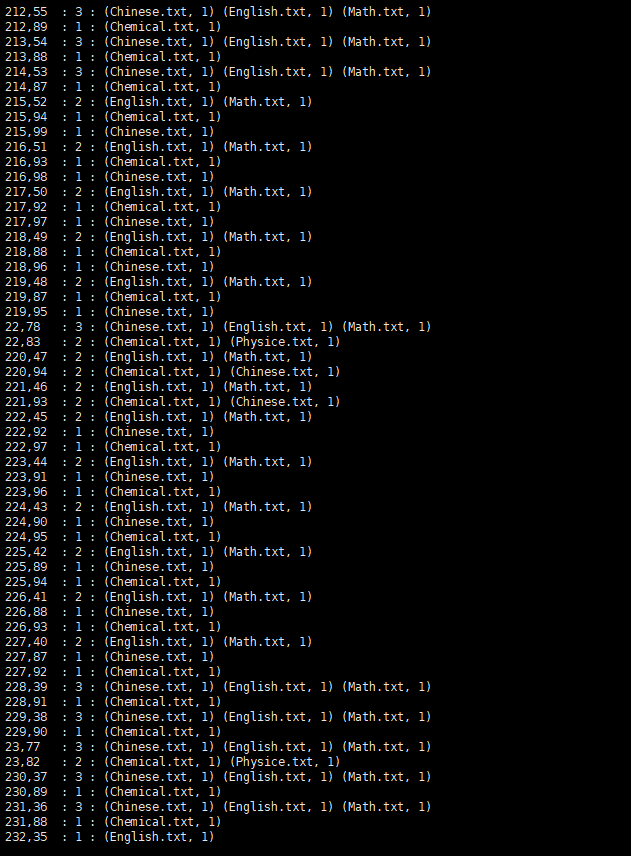 212,55  : 3 : (Chinese.txt, 1) (English.txt, 1) (Math.txt, 1)
212,89  : 1 : (Chemical.txt, 1)
213,54  : 3 : (Chinese.txt, 1) (English.txt, 1) (Math.txt, 1)
213,88  : 1 : (Chemical.txt, 1)
214,53  : 3 : (Chinese.txt, 1) (English.txt, 1) (Math.txt, 1)
214,87  : 1 : (Chemical.txt, 1)
215,52  : 2 : (English.txt, 1) (Math.txt, 1)
215,94  : 1 : (Chemical.txt, 1)
215,99  : 1 : (Chinese.txt, 1)
216,51  : 2 : (English.txt, 1) (Math.txt, 1)
216,93  : 1 : (Chemical.txt, 1)
216,98  : 1 : (Chinese.txt, 1)
217,50  : 2 : (English.txt, 1) (Math.txt, 1)
217,92  : 1 : (Chemical.txt, 1)
217,97  : 1 : (Chinese.txt, 1)
218,49  : 2 : (English.txt, 1) (Math.txt, 1)
218,88  : 1 : (Chemical.txt, 1)
218,96  : 1 : (Chinese.txt, 1)
219,48  : 2 : (English.txt, 1) (Math.txt, 1)
219,87  : 1 : (Chemical.txt, 1)
219,95  : 1 : (Chinese.txt, 1)
22,78   : 3 : (Chinese.txt, 1) (English.txt, 1) (Math.txt, 1)
22,83   : 2 : (Chemical.txt, 1) (Physice.txt, 1)
220,47  : 2 : (English.txt, 1) (Math.txt, 1)
220,94  : 2 : (Chemical.txt, 1) (Chinese.txt, 1)
221,46  : 2 : (English.txt, 1) (Math.txt, 1)
221,93  : 2 : (Chemical.txt, 1) (Chinese.txt, 1)
222,45  : 2 : (English.txt, 1) (Math.txt, 1)
222,92  : 1 : (Chinese.txt, 1)
222,97  : 1 : (Chemical.txt, 1)
223,44  : 2 : (English.txt, 1) (Math.txt, 1)
223,91  : 1 : (Chinese.txt, 1)
223,96  : 1 : (Chemical.txt, 1)
224,43  : 2 : (English.txt, 1) (Math.txt, 1)
224,90  : 1 : (Chinese.txt, 1)
224,95  : 1 : (Chemical.txt, 1)
225,42  : 2 : (English.txt, 1) (Math.txt, 1)
225,89  : 1 : (Chinese.txt, 1)
225,94  : 1 : (Chemical.txt, 1)
226,41  : 2 : (English.txt, 1) (Math.txt, 1)
226,88  : 1 : (Chinese.txt, 1)
226,93  : 1 : (Chemical.txt, 1)
227,40  : 2 : (English.txt, 1) (Math.txt, 1)
227,87  : 1 : (Chinese.txt, 1)
227,92  : 1 : (Chemical.txt, 1)
228,39  : 3 : (Chinese.txt, 1) (English.txt, 1) (Math.txt, 1)
228,91  : 1 : (Chemical.txt, 1)
229,38  : 3 : (Chinese.txt, 1) (English.txt, 1) (Math.txt, 1)
229,90  : 1 : (Chemical.txt, 1)
23,77   : 3 : (Chinese.txt, 1) (English.txt, 1) (Math.txt, 1)
23,82   : 2 : (Chemical.txt, 1) (Physice.txt, 1)
230,37  : 3 : (Chinese.txt, 1) (English.txt, 1) (Math.txt, 1)
230,89  : 1 : (Chemical.txt, 1)
231,36  : 3 : (Chinese.txt, 1) (English.txt, 1) (Math.txt, 1)
231,88  : 1 : (Chemical.txt, 1)
232,35  : 1 : (English.txt, 1)